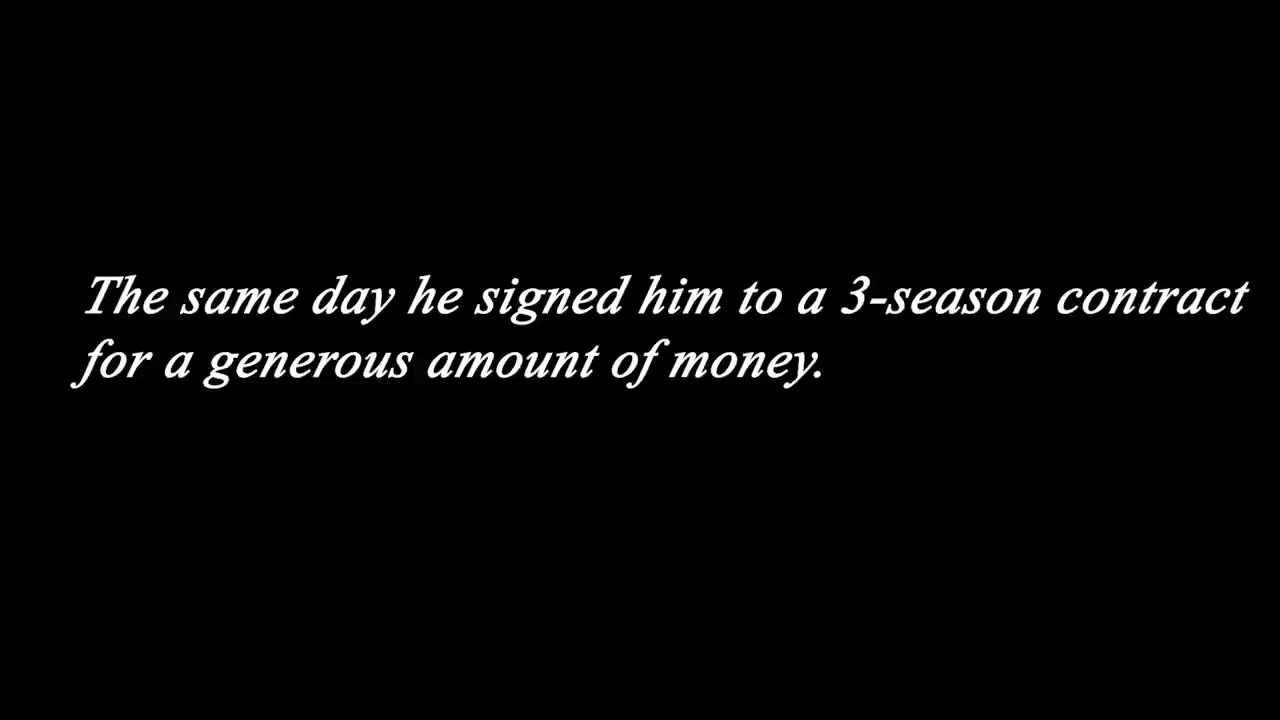 The same day he signed him to a 3-season contract
for a generous amount of money.